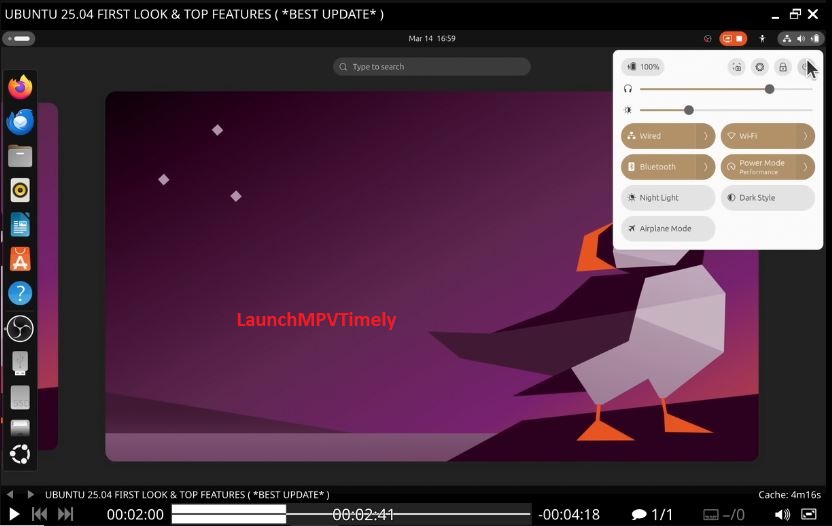 UBUNTU 25.04 FIRST LOOK & TOP FEATURES ( *BEST UPDATE* )
Mar 14 16:59
Type to search
100%
Wired
Wi-Fi
Bluetooth
Power Mode
Performance
Night Light
Dark Style
Airplane Mode
LaunchMPVTimely
SSD
UBUNTU 25.04 FIRST LOOK & TOP FEATURES ( *BEST UPDATE* )
Cache: 4m16s
00:02:00
00:02:41
-00:04:18
1/1
–/0